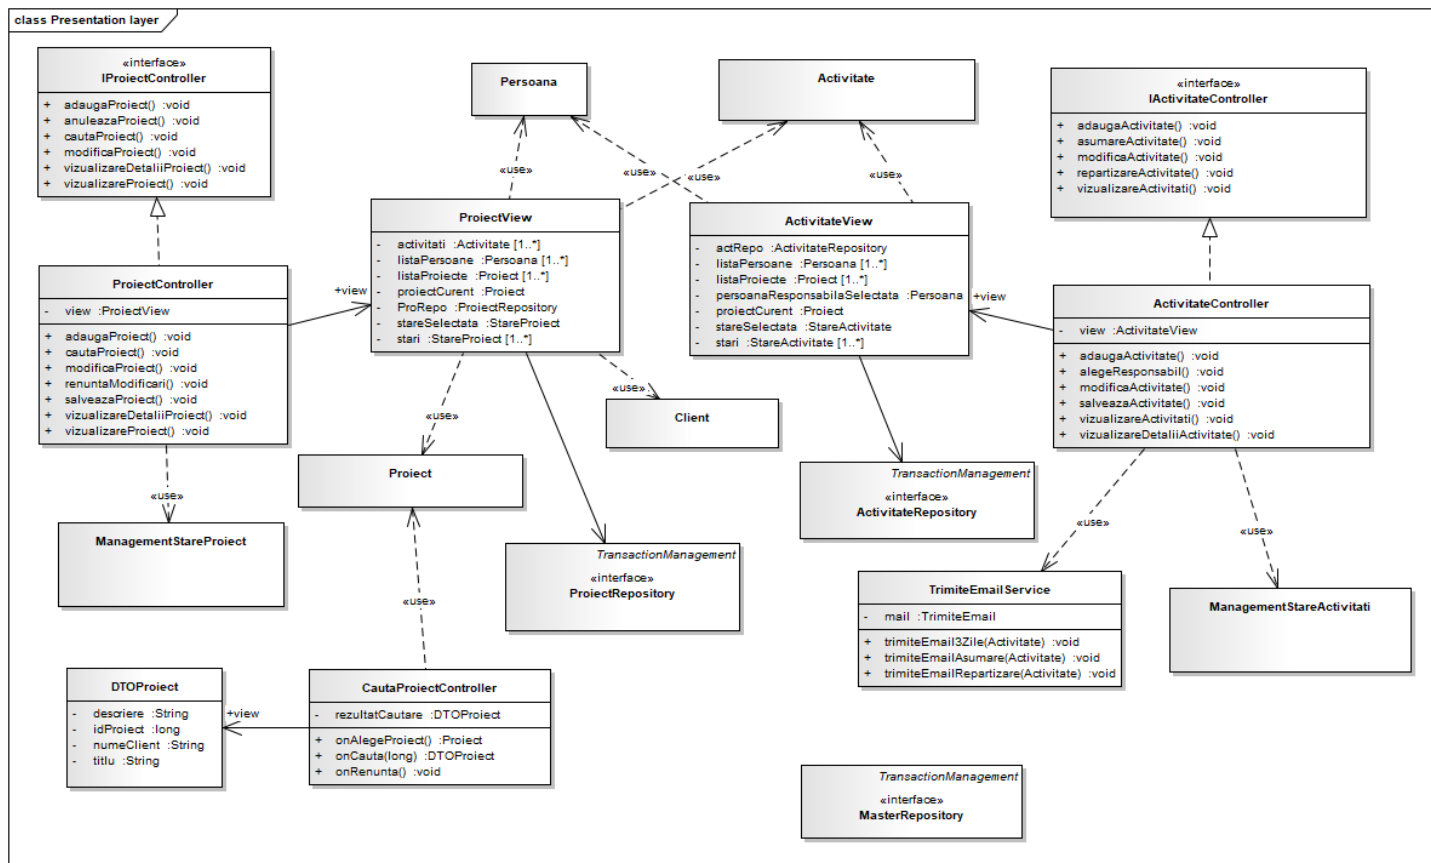 class Presentation layer
«interface»
IProiectController
+ adaugaProiect() :void
+ anuleazaProiect() :void
+ cautaProiect() :void
+ modificaProiect() :void
+ vizualizareDetaliiProiect() :void
+ vizualizareProiect() :void
Persoana
Activitate
«interface»
IActivitateController
+ adaugaActivitate() :void
+ asumareActivitate() :void
+ modificaActivitate() :void
+ repartizareActivitate() :void
+ vizualizareActivitati() :void
«use»
«use»
«use»
«use»
ProiectView
- activitati :Activitate [1..*]
- listaPersoane :Persoana [1..*]
- listaProiecte :Proiect [1..*]
- proiectCurent :Proiect
- ProRepo :ProiectRepository
- stareSelectata :StareProiect
- stari :StareProiect [1..*]
ActivitateView
- actRepo :ActivitateRepository
- listaPersoane :Persoana [1..*]
- listaProiecte :Proiect [1..*]
- persoanaResponsabilaSelectata :Persoana
- proiectCurent :Proiect
- stareSelectata :StareActivitate
- stari :StareActivitate [1..*]
ProiectController
- view :ProiectView
+ adaugaProiect() :void
+ cautaProiect() :void
+ modificaProiect() :void
+ renuntaModificari() :void
+ salveazaProiect() :void
+ vizualizareDetaliiProiect() :void
+ vizualizareProiect() :void
+view
+view
ActivitateController
- view :ActivitateView
+ adaugaActivitate() :void
+ alegeResponsabil() :void
+ modificaActivitate() :void
+ salveazaActivitate() :void
+ vizualizareActivitati() :void
+ vizualizareDetaliiActivitate() :void
«use»
«use»
Client
Proiect
TransactionManagement
«interface»
ActivitateRepository
«use»
ManagementStareProiect
TransactionManagement
«interface»
ProiectRepository
«use»
«use»
«use»
TrimiteEmailService
- mail :TrimiteEmail
+ trimiteEmail3Zile(Activitate) :void
+ trimiteEmailAsumare(Activitate) :void
+ trimiteEmailRepartizare(Activitate) :void
ManagementStareActivitati
DTOProiect
- descriere :String
- idProiect :long
- numeClient :String
- titlu :String
+view
CautaProiectController
- rezultatCautare :DTOProiect
+ onAlegeProiect() :Proiect
+ onCauta(long) :DTOProiect
+ onRenunta() :void
TransactionManagement
«interface»
MasterRepository